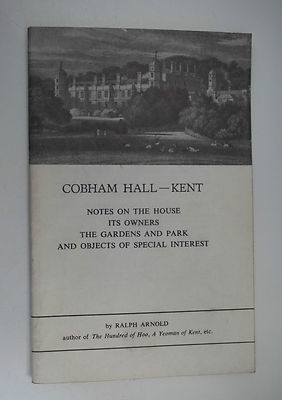 COBHAM HALL—KENT
NOTES ON THE HOUSE
ITS OWNERS
THE GARDENS AND PARK
AND OBJECTS OF SPECIAL INTEREST
by RALPH ARNOLD
author of The Hundred of Hoo, A Yeoman of Kent, etc.